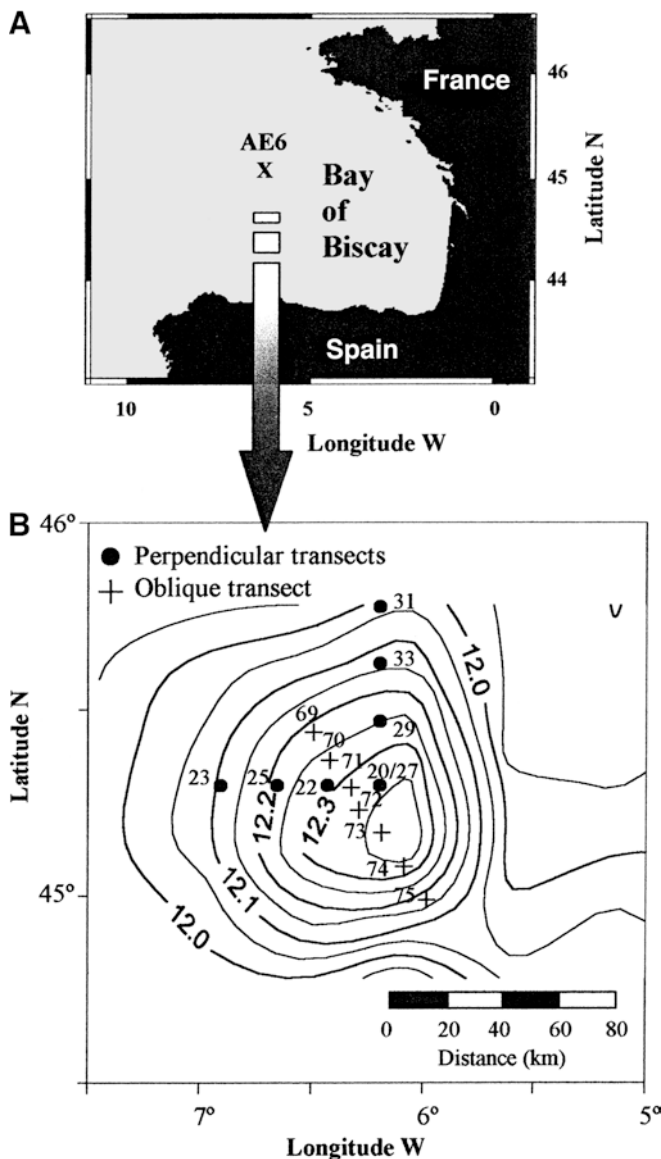 A
France
46
AE6
X
Bay
of
Biscay
45
44
Latitude N
Spain
10
5
0
Longitude W
B
46°
● Perpendicular transects
+ Oblique transect
31
12.0
33
69
29
70
71
20/27
23
25
22
72
12.2
12.3
73
74
45°
75
12.1
12.0
Latitude N
0 20 40 60 80
Distance (km)
7° 6° 5°
Longitude W